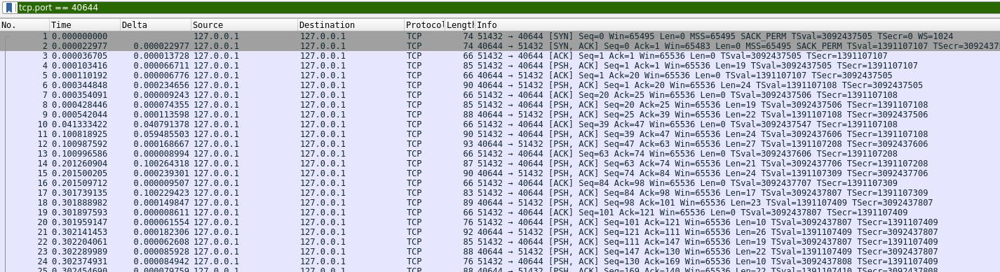 tcp.port == 40644
No. Time Delta Source Destination Protocol Length Info
1 0.000000000 127.0.0.1 127.0.0.1 TCP 74 51432 → 40644 [SYN] Seq=0 Win=65495 Len=0 MSS=65495 SACK_PERM TSval=3092437505 TSecr=0 WS=1024
2 0.000022977 0.000022977 127.0.0.1 127.0.0.1 TCP 74 40644 → 51432 [SYN, ACK] Seq=0 Ack=1 Win=65483 Len=0 MSS=65495 SACK_PERM TSval=1391107107 TSecr=3092437
3 0.000036705 0.000013728 127.0.0.1 127.0.0.1 TCP 66 51432 → 40644 [ACK] Seq=1 Ack=1 Win=65536 Len=0 TSval=3092437505 TSecr=1391107107
4 0.000103416 0.000066711 127.0.0.1 127.0.0.1 TCP 85 51432 → 40644 [PSH, ACK] Seq=1 Ack=1 Win=65536 Len=19 TSval=3092437505 TSecr=1391107107
5 0.000110192 0.000006776 127.0.0.1 127.0.0.1 TCP 66 40644 → 51432 [ACK] Seq=1 Ack=20 Win=65536 Len=0 TSval=1391107107 TSecr=3092437505
6 0.000344848 0.000234656 127.0.0.1 127.0.0.1 TCP 90 40644 → 51432 [PSH, ACK] Seq=1 Ack=20 Win=65536 Len=24 TSval=1391107108 TSecr=3092437505
7 0.000354091 0.000009243 127.0.0.1 127.0.0.1 TCP 66 51432 → 40644 [ACK] Seq=20 Ack=25 Win=65536 Len=0 TSval=3092437506 TSecr=1391107108
8 0.000428446 0.000074355 127.0.0.1 127.0.0.1 TCP 85 51432 → 40644 [PSH, ACK] Seq=20 Ack=25 Win=65536 Len=19 TSval=3092437506 TSecr=1391107108
9 0.000542044 0.000113598 127.0.0.1 127.0.0.1 TCP 88 40644 → 51432 [PSH, ACK] Seq=25 Ack=39 Win=65536 Len=22 TSval=1391107108 TSecr=3092437506
10 0.041333422 0.040791378 127.0.0.1 127.0.0.1 TCP 66 51432 → 40644 [ACK] Seq=39 Ack=47 Win=65536 Len=0 TSval=3092437547 TSecr=1391107108
11 0.100818925 0.059485503 127.0.0.1 127.0.0.1 TCP 90 51432 → 40644 [PSH, ACK] Seq=39 Ack=47 Win=65536 Len=24 TSval=3092437606 TSecr=1391107108
12 0.100987592 0.000168667 127.0.0.1 127.0.0.1 TCP 93 40644 → 51432 [PSH, ACK] Seq=47 Ack=63 Win=65536 Len=27 TSval=1391107208 TSecr=3092437606
13 0.100996586 0.000008994 127.0.0.1 127.0.0.1 TCP 66 51432 → 40644 [ACK] Seq=63 Ack=74 Win=65536 Len=0 TSval=3092437606 TSecr=1391107208
14 0.201260904 0.100264318 127.0.0.1 127.0.0.1 TCP 87 51432 → 40644 [PSH, ACK] Seq=63 Ack=74 Win=65536 Len=21 TSval=3092437706 TSecr=1391107208
15 0.201500205 0.000239301 127.0.0.1 127.0.0.1 TCP 90 40644 → 51432 [PSH, ACK] Seq=74 Ack=84 Win=65536 Len=24 TSval=1391107309 TSecr=3092437706
16 0.201509712 0.000009507 127.0.0.1 127.0.0.1 TCP 66 51432 → 40644 [ACK] Seq=84 Ack=98 Win=65536 Len=0 TSval=3092437707 TSecr=1391107309
17 0.301739135 0.100229423 127.0.0.1 127.0.0.1 TCP 83 51432 → 40644 [PSH, ACK] Seq=84 Ack=98 Win=65536 Len=17 TSval=3092437807 TSecr=1391107309
18 0.301888982 0.000149847 127.0.0.1 127.0.0.1 TCP 89 40644 → 51432 [PSH, ACK] Seq=98 Ack=101 Win=65536 Len=23 TSval=1391107409 TSecr=3092437807
19 0.301897593 0.000008611 127.0.0.1 127.0.0.1 TCP 66 51432 → 40644 [ACK] Seq=101 Ack=121 Win=65536 Len=0 TSval=3092437807 TSecr=1391107409
20 0.301959147 0.000061554 127.0.0.1 127.0.0.1 TCP 76 51432 → 40644 [PSH, ACK] Seq=101 Ack=121 Win=65536 Len=10 TSval=3092437807 TSecr=1391107409
21 0.302141453 0.000182306 127.0.0.1 127.0.0.1 TCP 92 40644 → 51432 [PSH, ACK] Seq=121 Ack=111 Win=65536 Len=26 TSval=1391107409 TSecr=3092437807
22 0.302204061 0.000062608 127.0.0.1 127.0.0.1 TCP 85 51432 → 40644 [PSH, ACK] Seq=111 Ack=147 Win=65536 Len=19 TSval=3092437807 TSecr=1391107409
23 0.302289989 0.000085928 127.0.0.1 127.0.0.1 TCP 88 40644 → 51432 [PSH, ACK] Seq=147 Ack=130 Win=65536 Len=22 TSval=1391107409 TSecr=3092437807
24 0.302374931 0.000084942 127.0.0.1 127.0.0.1 TCP 76 51432 → 40644 [PSH, ACK] Seq=130 Ack=169 Win=65536 Len=10 TSval=3092437808 TSecr=1391107409
25 0.302454690 0.000079759 127.0.0.1 127.0.0.1 TCP 88 40644 → 51432 [PSH, ACK] Seq=169 Ack=140 Win=65536 Len=22 TSval=1391107410 TSecr=3092437808